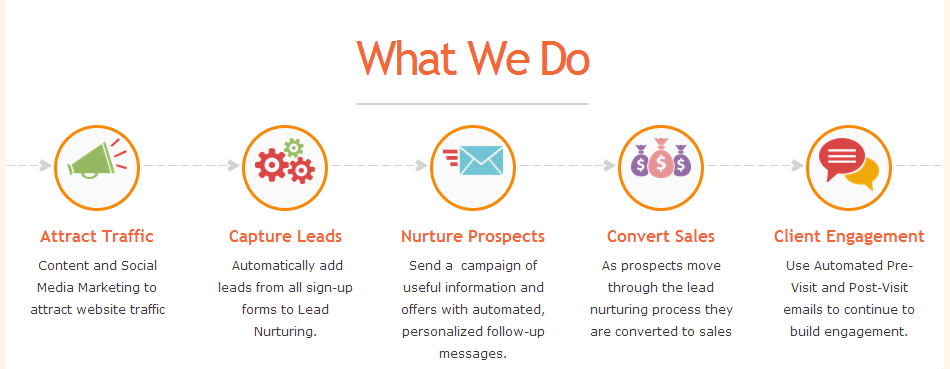 What We Do
Attract Traffic
Content and Social
Media Marketing to
attract website traffic
Capture Leads
Automatically add
leads from all sign-up
forms to Lead
Nurturing.
Nurture Prospects
Send a  campaign of
useful information and
offers with automated,
personalized follow-up
messages.
$ $ $
Convert Sales
As prospects move
through the lead
nurturing process they
are converted to sales
Client Engagement
Use Automated Pre-
Visit and Post-Visit
emails to continue to
build engagement.